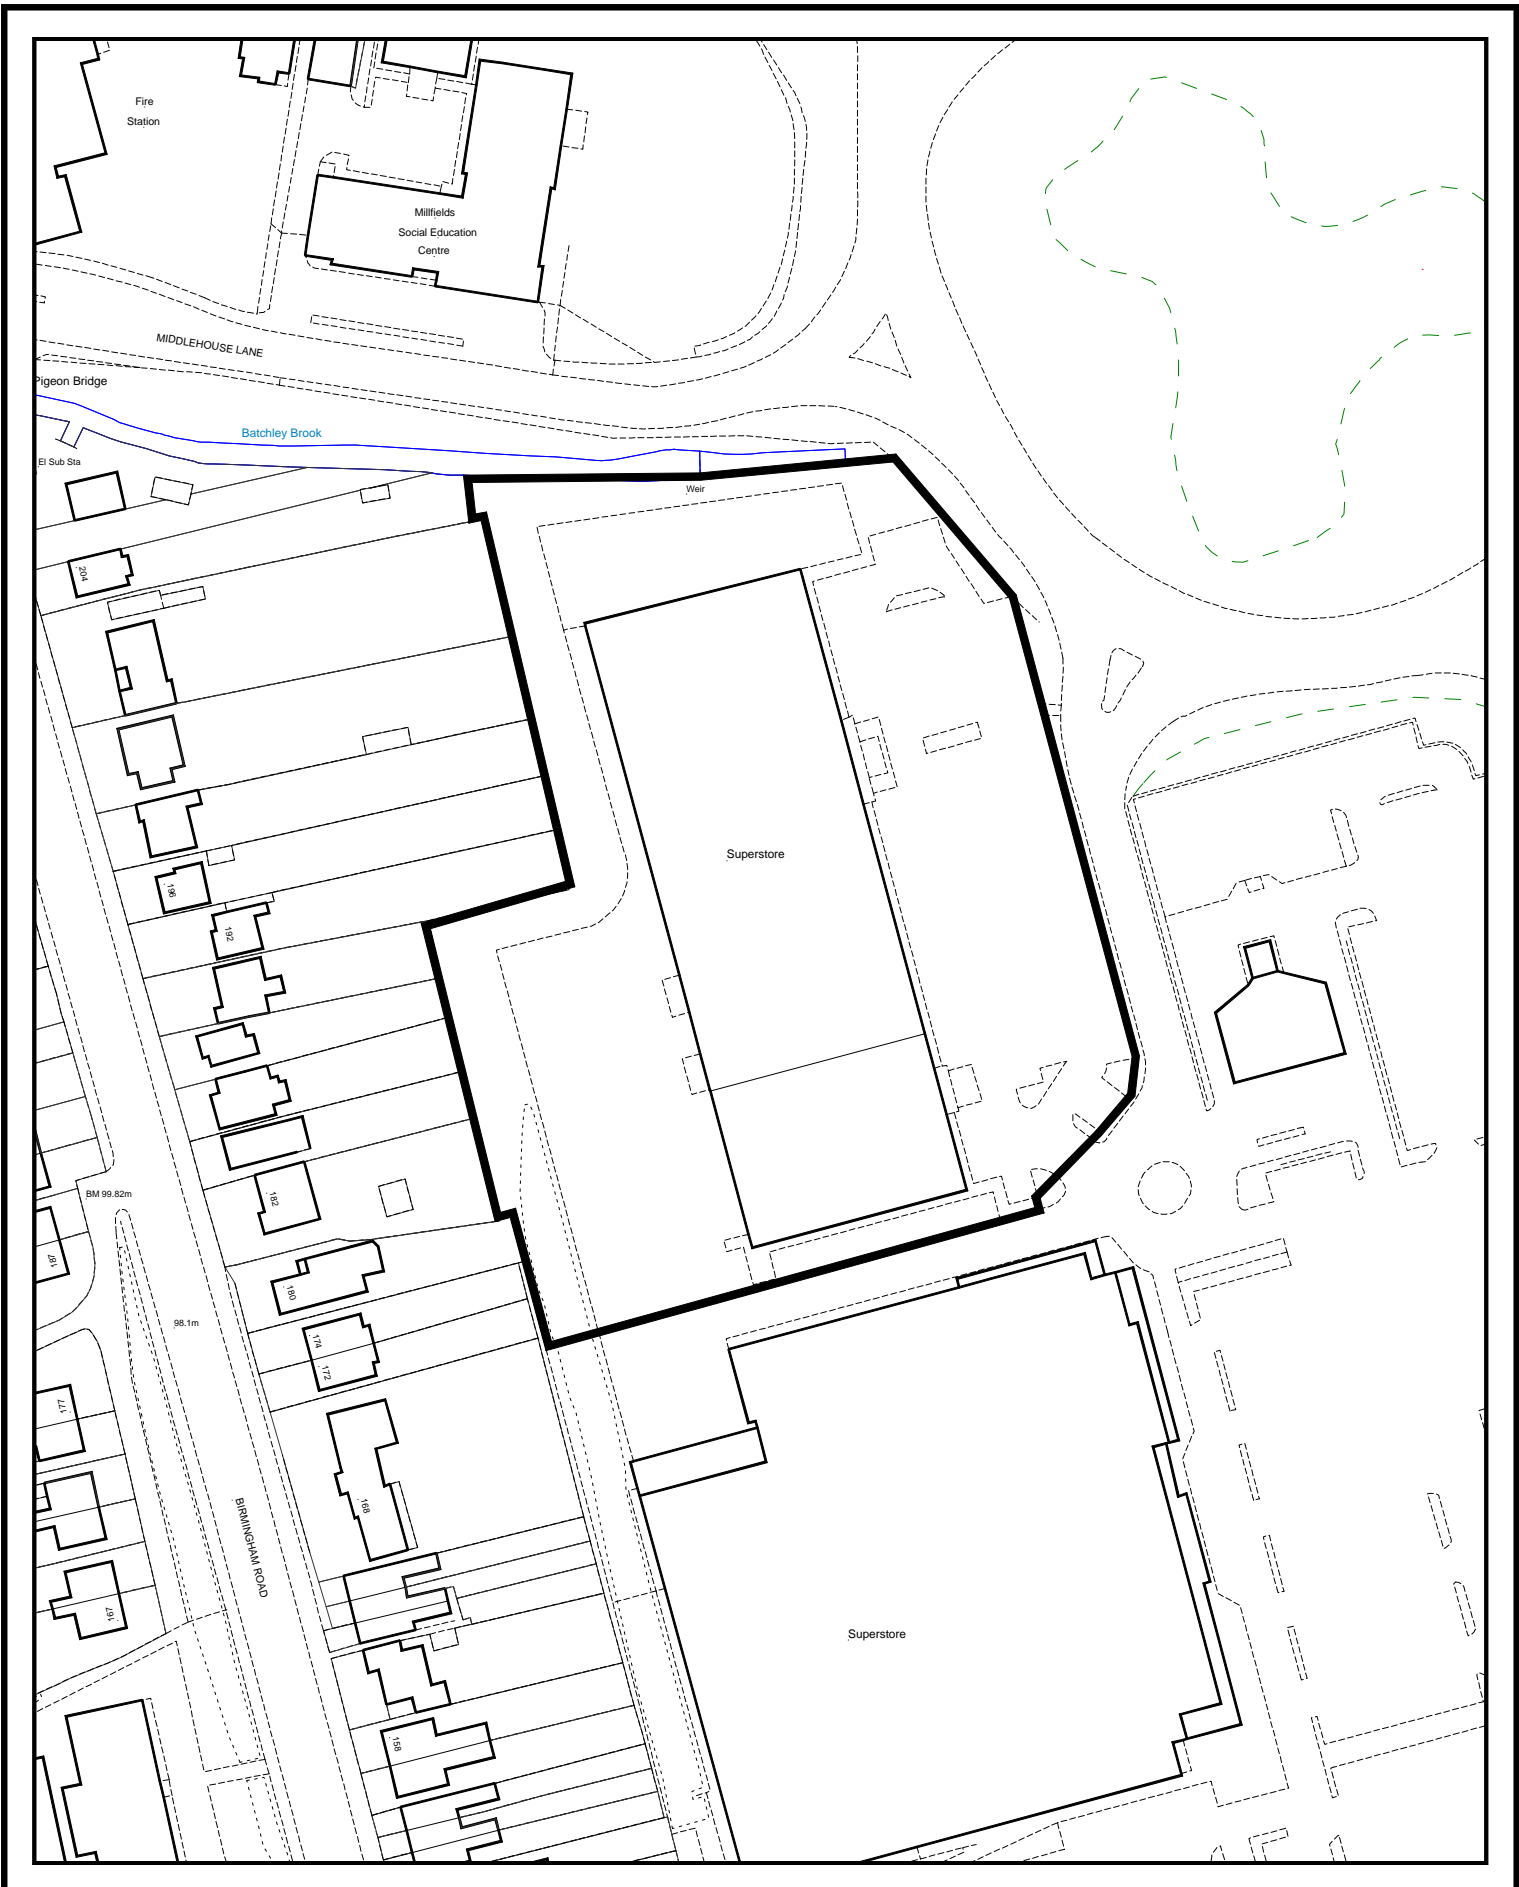 Fire
Station
Millfields
Social Education
Centre
MIDDLEHOUSE LANE
Pigeon Bridge
Batchley Brook
El Sub Sta
Weir
204
Superstore
196
192
BM 99.82m
182
187
180
98.1m
174
172
177
168
BIRMINGHAM ROAD
167
Superstore
158